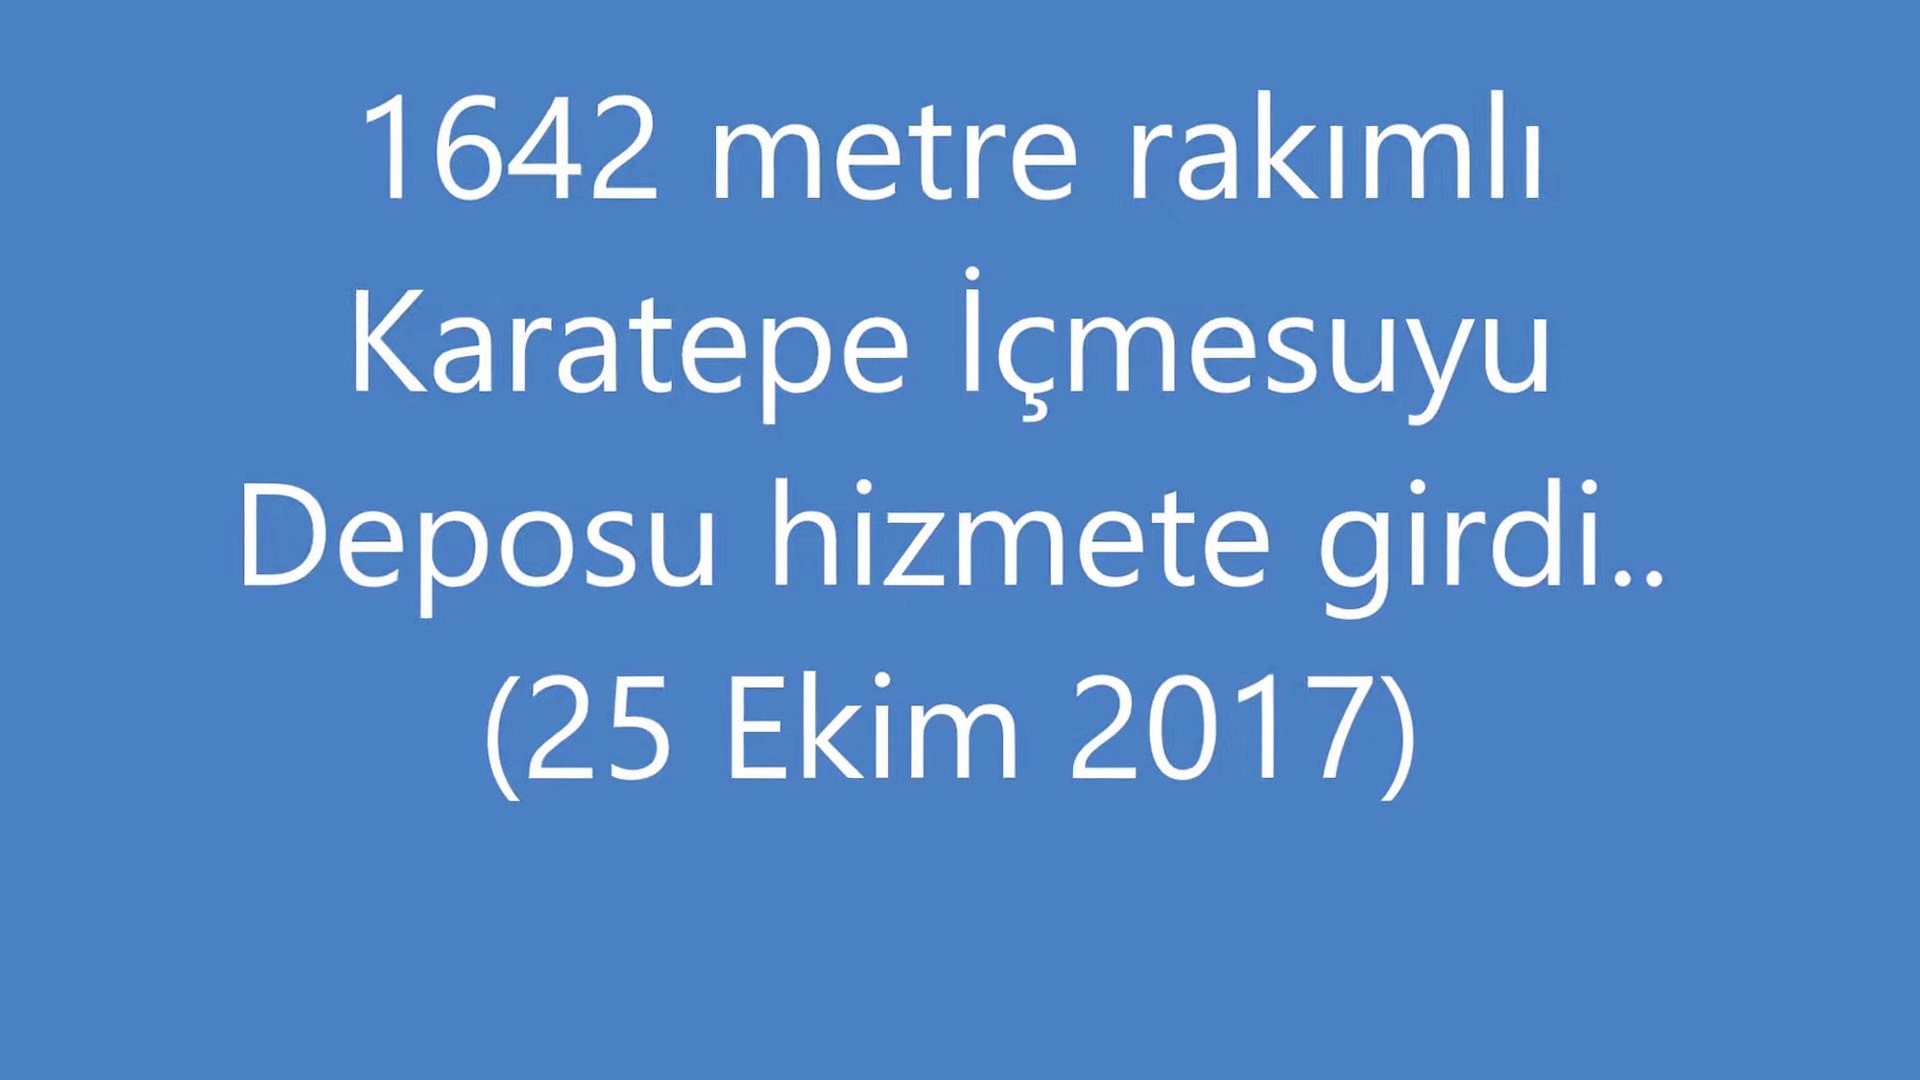 1642 metre rakımlı
Karatepe İçmesuyu
Deposu hizmete girdi..
(25 Ekim 2017)